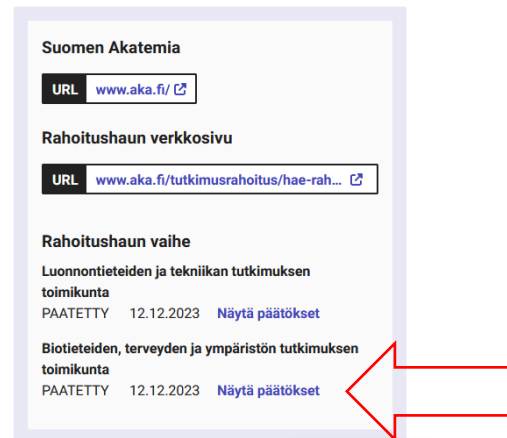 Suomen Akatemia
URL www.aka.fi/
Rahoitushaun verkkosivu
URL www.aka.fi/tutkimusrahoitus/hae-rah...
Rahoitushaun vaihe
Luonnontieteiden ja tekniikan tutkimuksen
toimikunta
PAATETTY 12.12.2023 Näytä päätökset
Biotieteiden, terveyden ja ympäristön tutkimuksen
toimikunta
PAATETTY 12.12.2023 Näytä päätökset